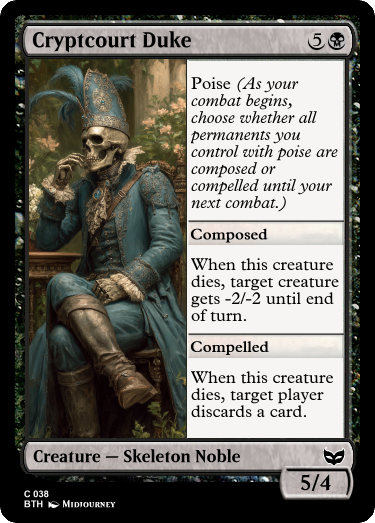 Cryptcourt Duke 5
Poise (As your
combat begins,
choose whether all
permanents you
control with poise are
composed or
compelled until your
next combat.)
Composed
When this creature
dies, target creature
gets -2/-2 until end
of turn.
Compelled
When this creature
dies, target player
discards a card.
Creature — Skeleton Noble
5/4
C 038
BTH Midjourney